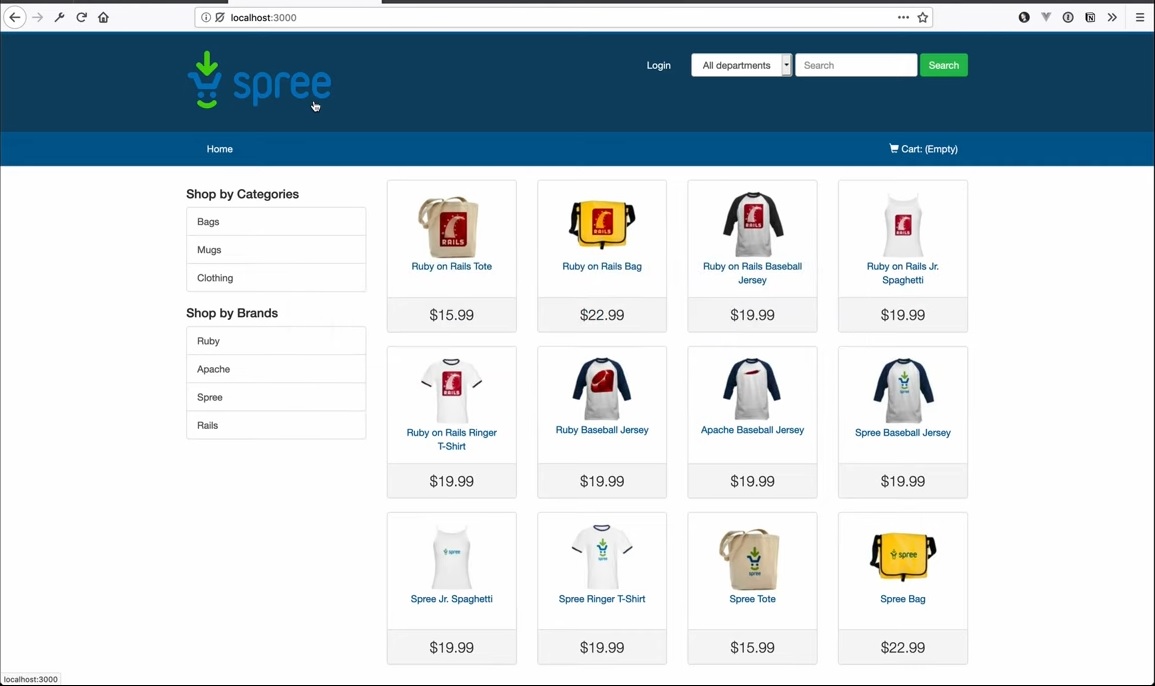 localhost:3000
spree
Login
All departments
Search
Search
Home
Cart: (Empty)
Shop by Categories
Bags
Mugs
Clothing
Shop by Brands
Ruby
Apache
Spree
Rails
RAILS
Ruby on Rails Tote
$15.99
RAILS
Ruby on Rails Bag
$22.99
RAILS
Ruby on Rails Baseball
Jersey
$19.99
RAILS
Ruby on Rails Jr.
Spaghetti
$19.99
RAILS
Ruby on Rails Ringer
T-Shirt
$19.99
Ruby Baseball Jersey
$19.99
Apache Baseball Jersey
$19.99
spree
Spree Baseball Jersey
$19.99
spree
Spree Jr. Spaghetti
$19.99
spree
Spree Ringer T-Shirt
$19.99
spree
Spree Tote
$15.99
spree
Spree Bag
$22.99
localhost:3000